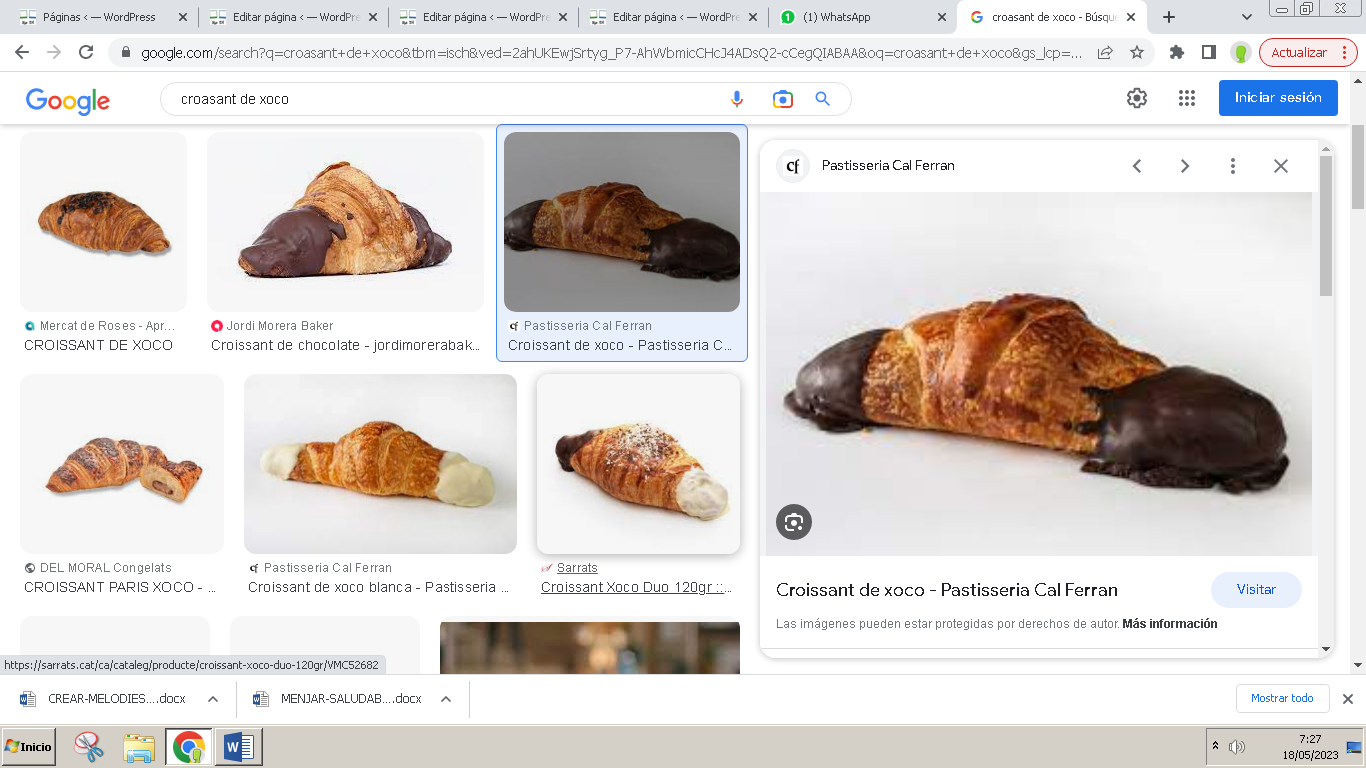 Páginas ‹ — WordPress
Editar página ‹ — WordPre
Editar página ‹ — WordPre
Editar página ‹ — WordPre
(1) WhatsApp
croasant de xoco - Búsque
google.com/search?q=croasant+de+xoco&tbm=isch&ved=2ahUKEwjSrtyg_P7-AhWbmicCHcJ4ADsQ2-cCegQIABAA&oq=croasant+de+xoco&gs_lcp=...
Actualizar
Google
croasant de xoco
Iniciar sesión
Mercat de Roses - Apr...
CROISSANT DE XOCO
Jordi Morera Baker
Croissant de chocolate - jordimorerabak...
cf Pastisseria Cal Ferran
Croissant de xoco - Pastisseria C...
DEL MORAL Congelats
CROISSANT PARIS XOCO - ...
cf Pastisseria Cal Ferran
Croissant de xoco blanca - Pastisseria ...
Sarrats
Croissant Xoco Duo 120gr ::...
cf Pastisseria Cal Ferran
Croissant de xoco - Pastisseria Cal Ferran
Visitar
Las imágenes pueden estar protegidas por derechos de autor. Más información
https://sarrats.cat/ca/cataleg/producte/croissant-xoco-duo-120gr/VMC52682
CREAR-MELODIES....docx
MENJAR-SALUDAB....docx
Mostrar todo
Inicio
7:27
18/05/2023